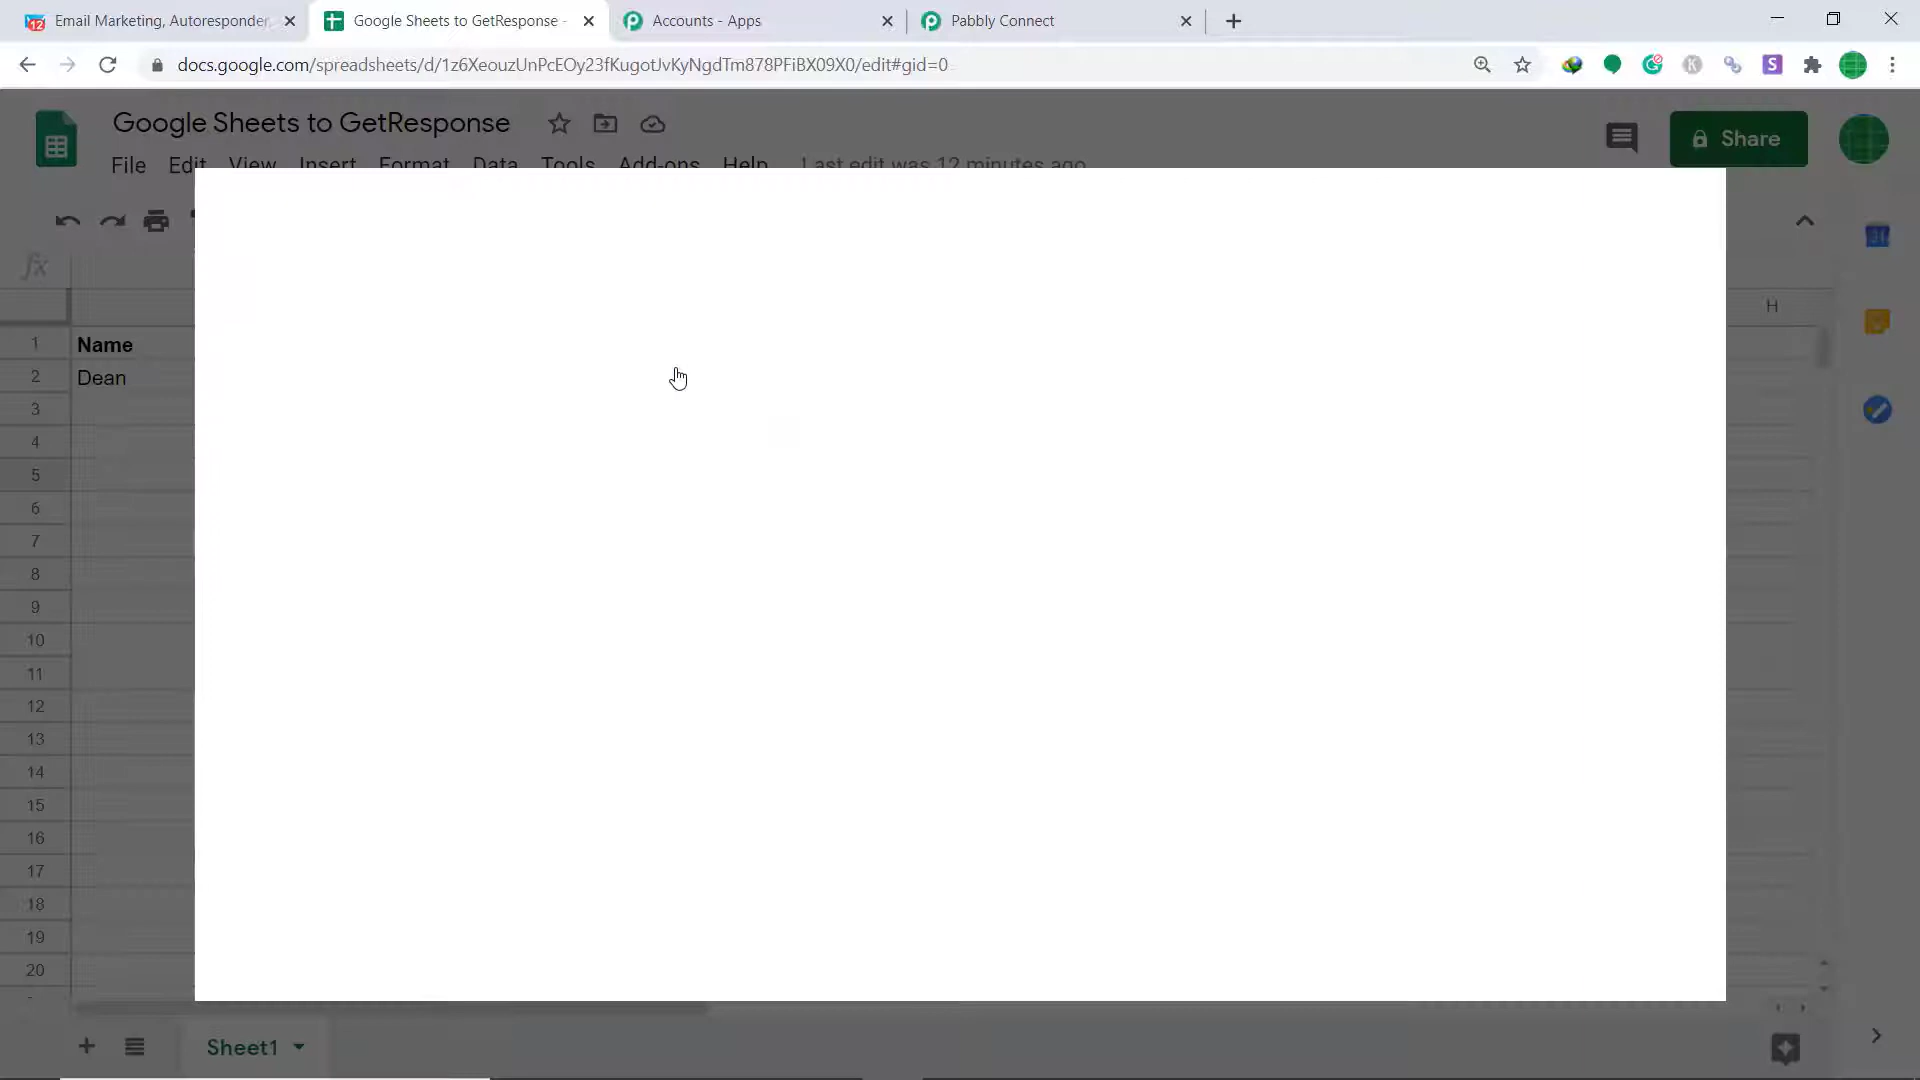 Email Marketing, Autoresponder,
Google Sheets to GetResponse -
Accounts - Apps
Pabbly Connect
docs.google.com/spreadsheets/d/1z6XeouzUnPcEOy23fKugotJvKyNgdTm878PFiBX09X0/edit#gid=0
Google Sheets to GetResponse
Share
File Edit View Insert Format Data Tools Add-ons Help Last edit was 12 minutes ago
fx
H
1 Name
2 Dean
3
4
5
6
7
8
9
10
11
12
13
14
15
16
17
18
19
20
Sheet1